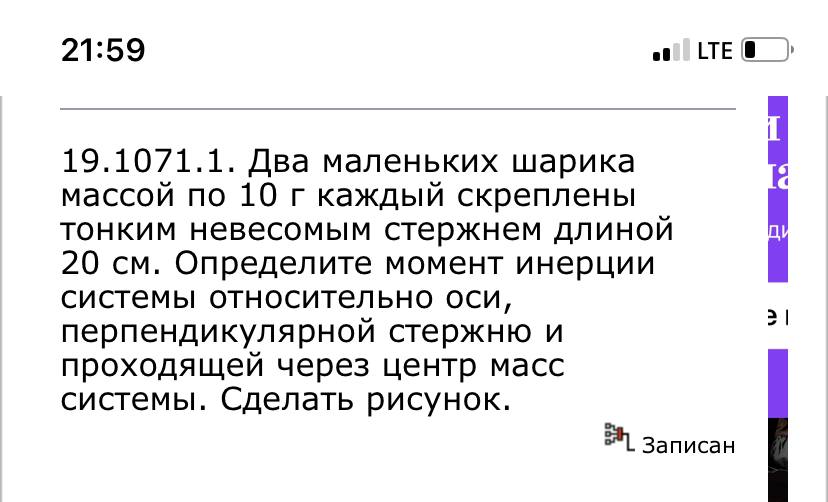 21:59
LTE
19.1071.1. Два маленьких шарика
массой по 10 г каждый скреплены
тонким невесомым стержнем длиной
20 см. Определите момент инерции
системы относительно оси,
перпендикулярной стержню и
проходящей через центр масс
системы. Сделать рисунок.
Записан